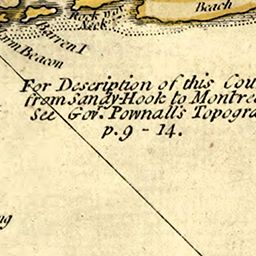 Beach
Rock
Neck
Barren I
Beacon
For Description of this Cou
from Sandy-Hook to Montre
see Gov.r Pownall's Topogra
p. 9 - 14.
ng